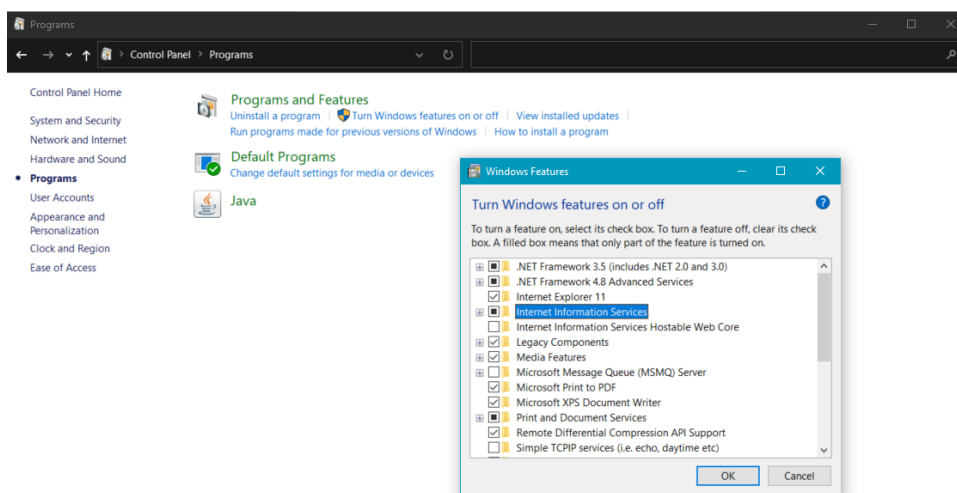 Programs
Control Panel > Programs
Control Panel Home
System and Security
Network and Internet
Hardware and Sound
Programs
User Accounts
Appearance and
Personalization
Clock and Region
Ease of Access
Programs and Features
Uninstall a program | Turn Windows features on or off | View installed updates |
Run programs made for previous versions of Windows | How to install a program
Default Programs
Change default settings for media or devices
Java
Windows Features
Turn Windows features on or off
To turn a feature on, select its check box. To turn a feature off, clear its check
box. A filled box means that only part of the feature is turned on.
.NET Framework 3.5 (includes .NET 2.0 and 3.0)
.NET Framework 4.8 Advanced Services
Internet Explorer 11
Internet Information Services
Internet Information Services Hostable Web Core
Legacy Components
Media Features
Microsoft Message Queue (MSMQ) Server
Microsoft Print to PDF
Microsoft XPS Document Writer
Print and Document Services
Remote Differential Compression API Support
Simple TCPIP services (i.e. echo, daytime etc)
OK
Cancel